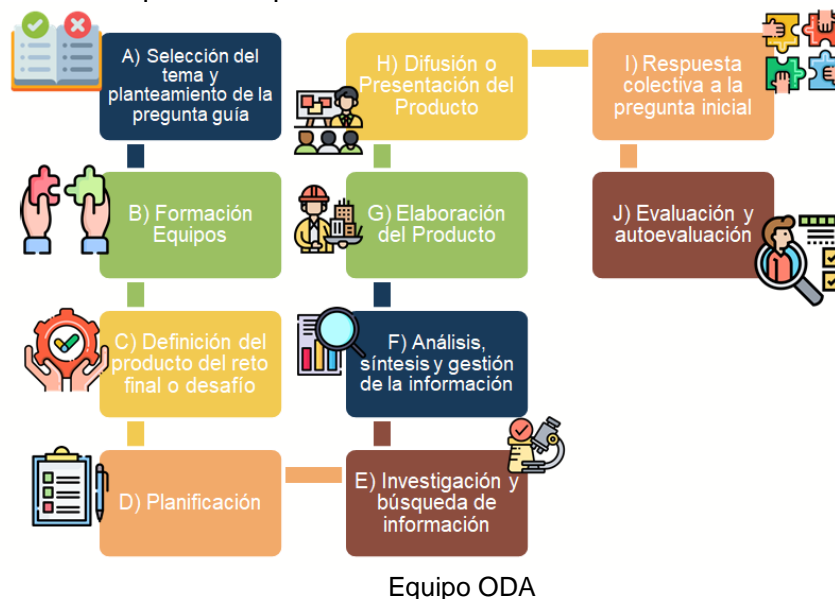 A) Selección del
tema y
planteamiento de la
pregunta guía
B) Formación
Equipos
C) Definición del
producto del reto
final o desafío
D) Planificación
E) Investigación y
búsqueda de
información
F) Análisis,
síntesis y gestión
de la información
G) Elaboración
del Producto
H) Difusión o
Presentación del
Producto
I) Respuesta
colectiva a la
pregunta inicial
J) Evaluación y
autoevaluación
Equipo ODA